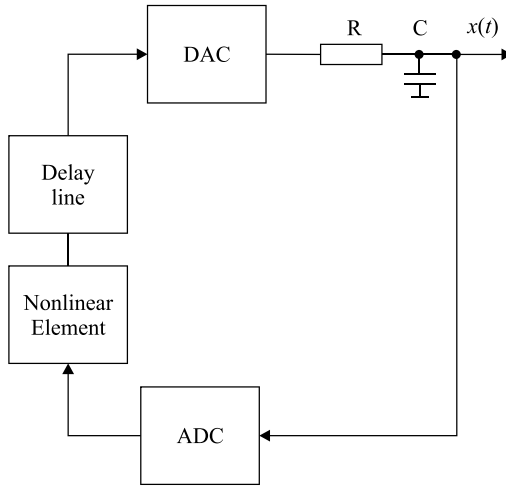 DAC
R
C
x(t)
Delay
line
Nonlinear
Element
ADC